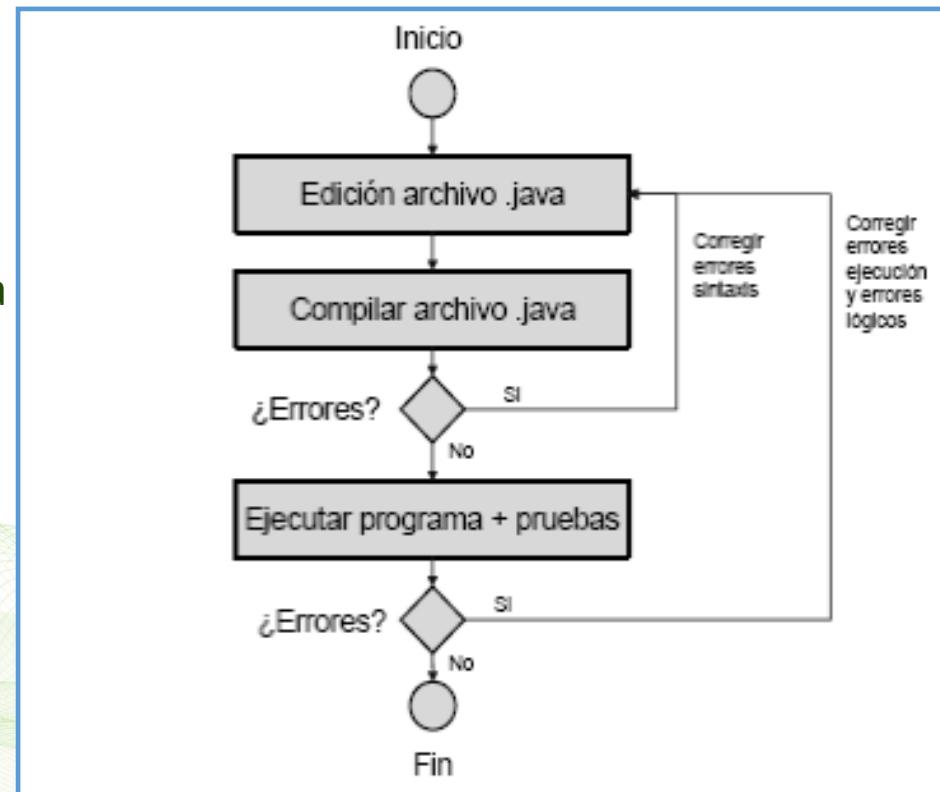 Inicio
Edición archivo .java
Corregir
errores
sintaxis
Corregir
errores
ejecución
y errores
lógicos
Compilar archivo .java
¿Errores?
SI
No
Ejecutar programa + pruebas
¿Errores?
SI
No
Fin